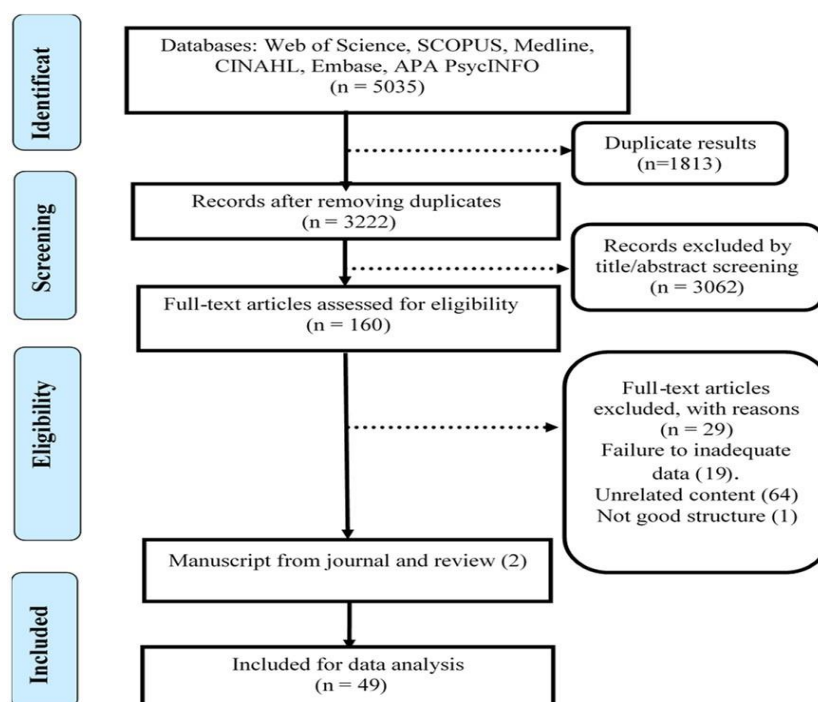 Identificat
Databases: Web of Science, SCOPUS, Medline,
CINAHL, Embase, APA PsycINFO
(n = 5035)
Duplicate results
(n=1813)
Screening
Records after removing duplicates
(n = 3222)
Records excluded by
title/abstract screening
(n = 3062)
Full-text articles assessed for eligibility
(n = 160)
Eligibility
Full-text articles
excluded, with reasons
(n = 29)
Failure to inadequate
data (19).
Unrelated content (64)
Not good structure (1)
Manuscript from journal and review (2)
Included
Included for data analysis
(n = 49)